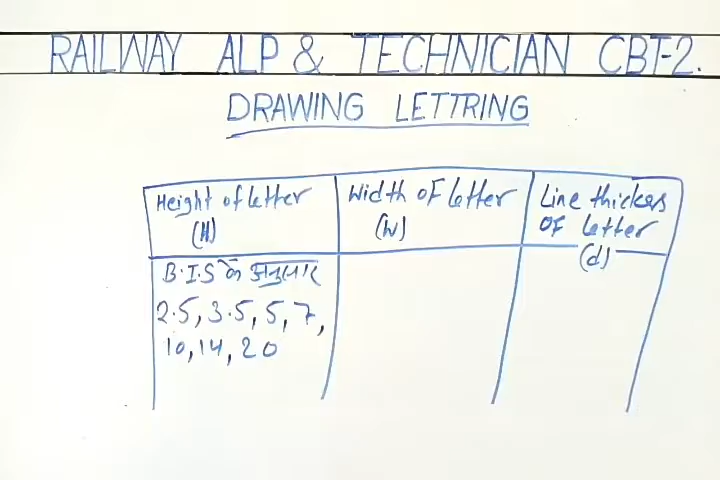 RAILWAY ALP & TECHNICIAN CBT-2.
DRAWING LETTRING
Height of letter
(H)
Width of letter
(W)
Line thickers
of letter
(d)
B.I.S के अनुसार
2.5, 3.5, 5, 7,
10, 14, 20